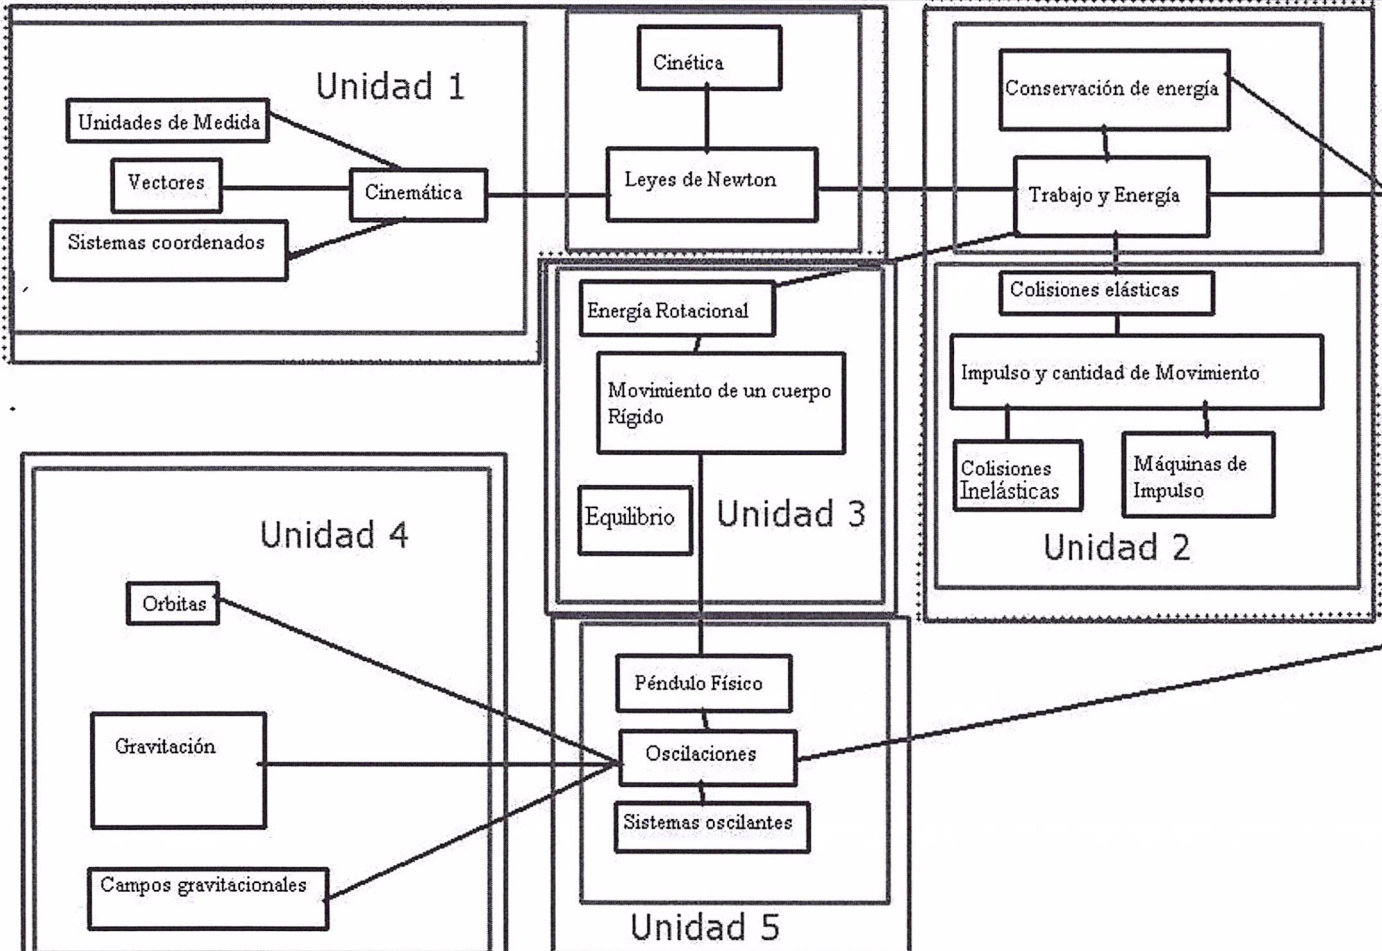 Unidad 1
Unidades de Medida
Vectores
Sistemas coordenados
Cinemática
Cinética
Leyes de Newton
Conservación de energía
Trabajo y Energía
Colisiones elásticas
Impulso y cantidad de Movimiento
Colisiones
Inelásticas
Máquinas de
Impulso
Unidad 2
Energía Rotacional
Movimiento de un cuerpo
Rígido
Equilibrio
Unidad 3
Unidad 4
Orbitas
Gravitación
Campos gravitacionales
Péndulo Físico
Oscilaciones
Sistemas oscilantes
Unidad 5